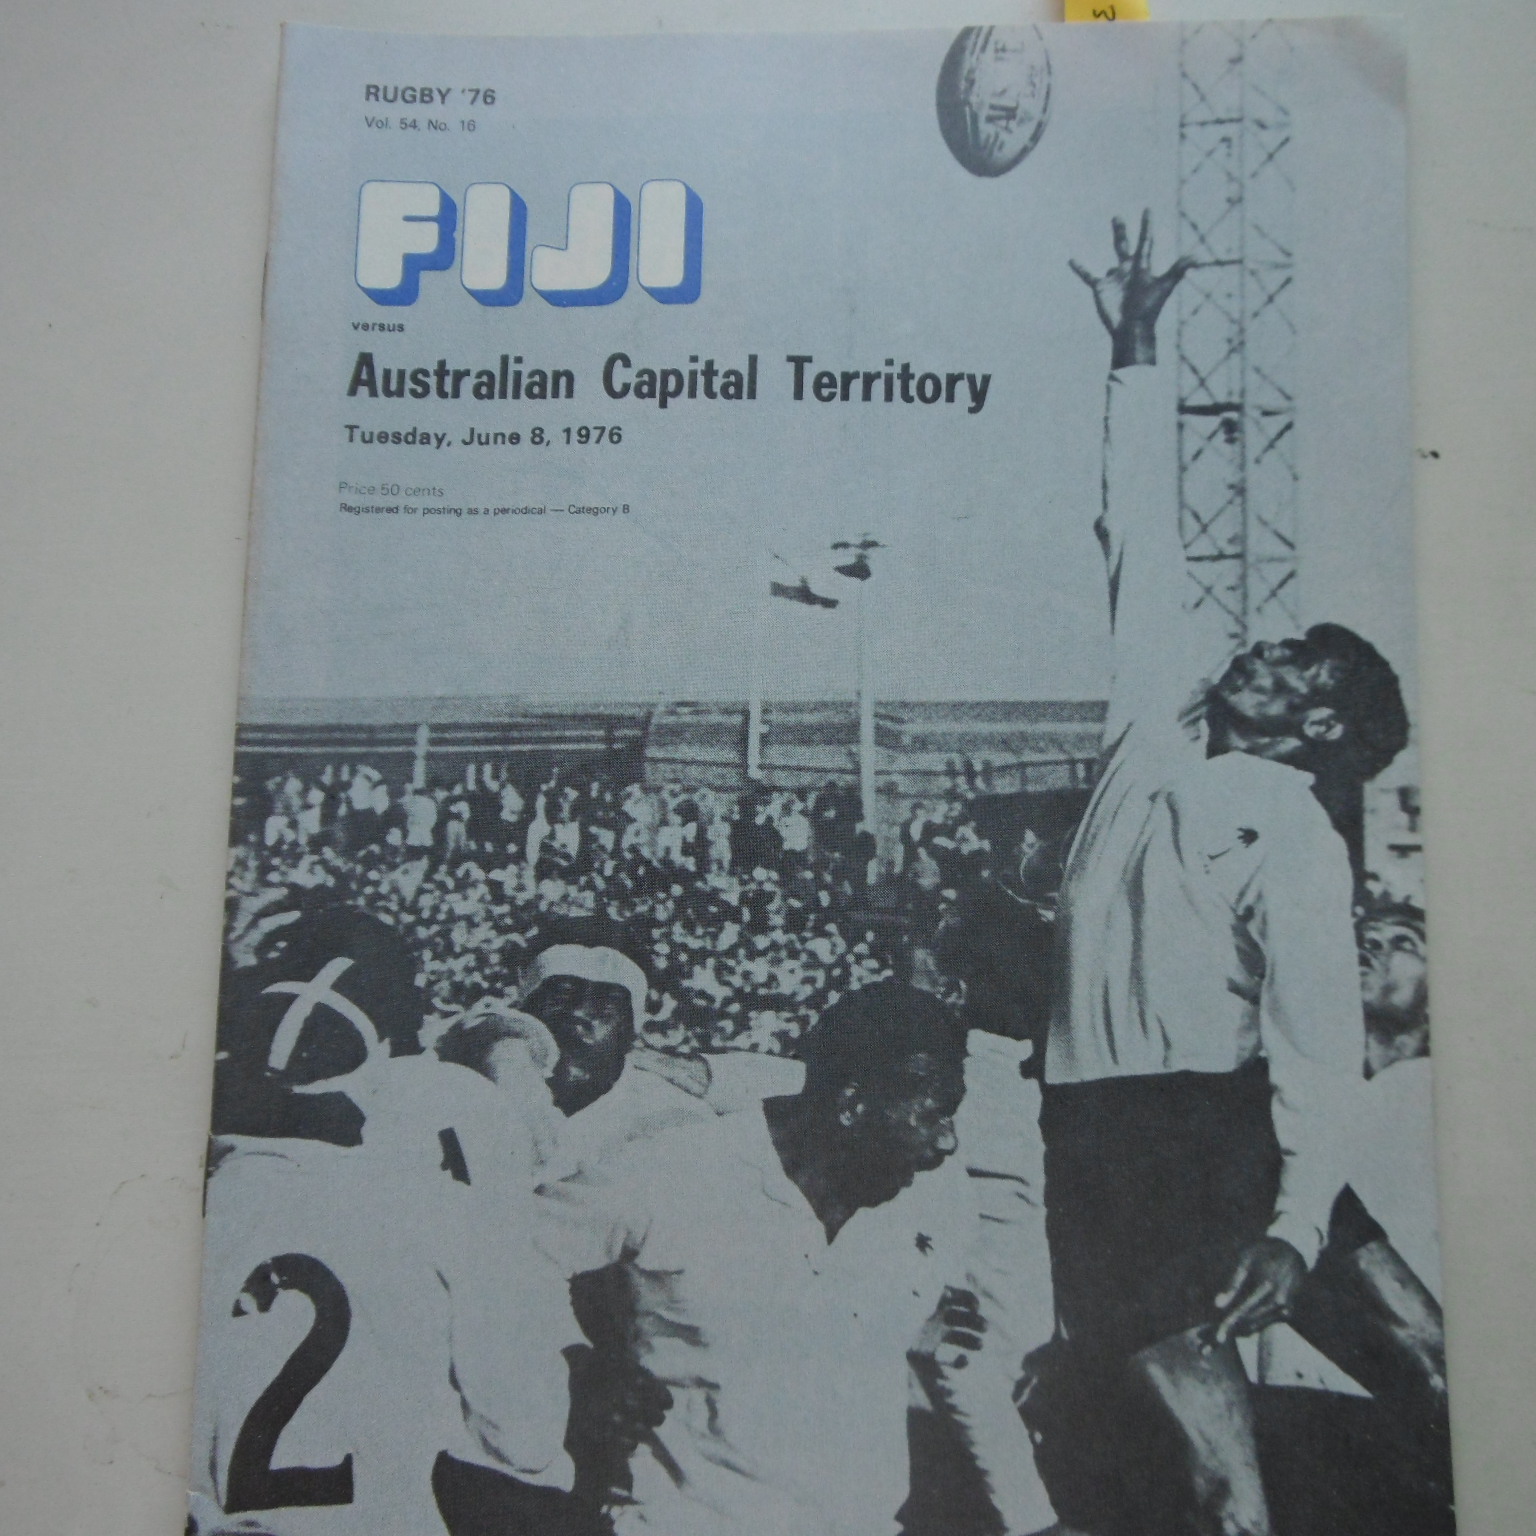 3
RUGBY '76
Vol. 54, No. 16
FIJI
versus
Australian Capital Territory
Tuesday, June 8, 1976
Price 50 cents
Registered for posting as a periodical — Category B
2